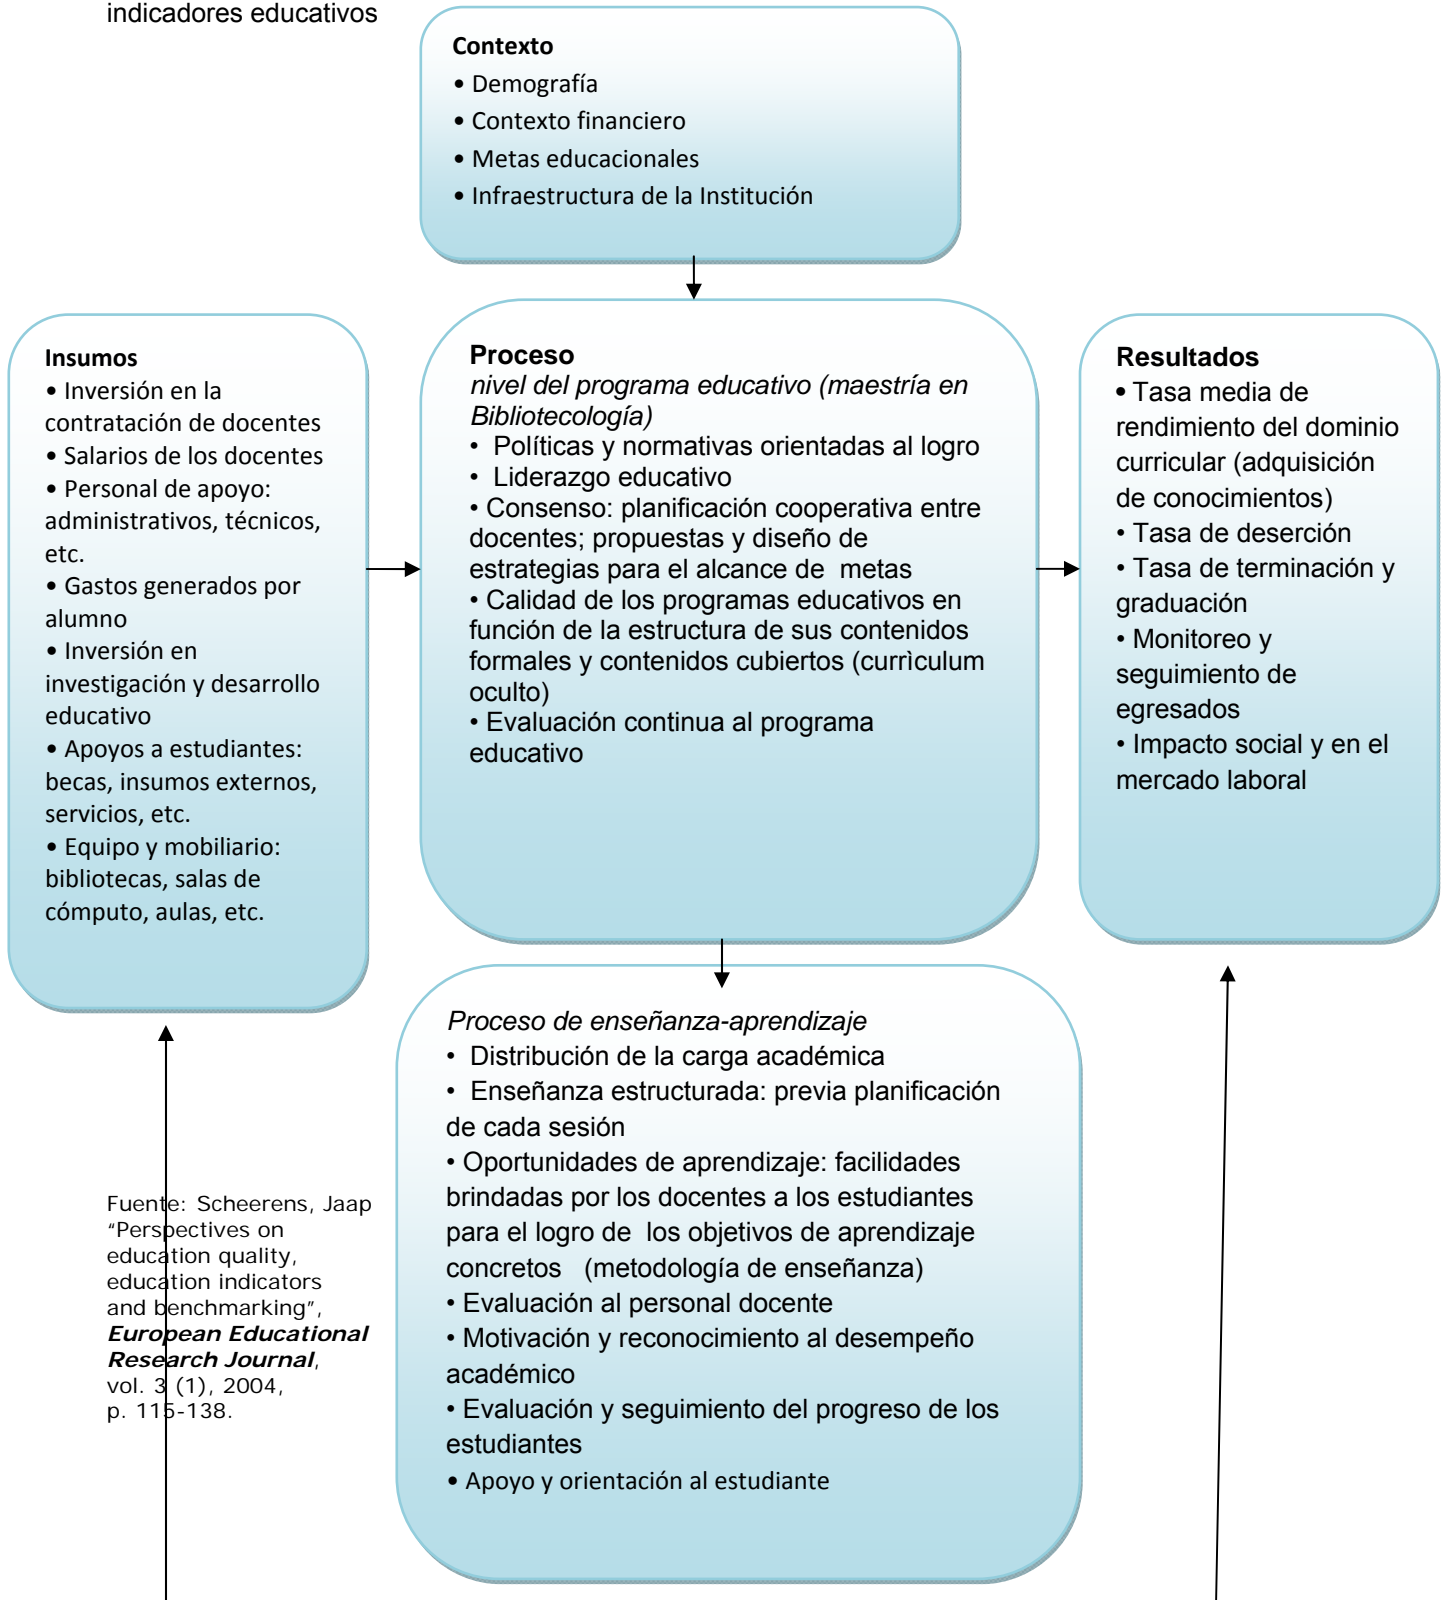 indicadores educativos
Contexto
• Demografía
• Contexto financiero
• Metas educacionales
• Infraestructura de la Institución
Insumos
• Inversión en la
contratación de docentes
• Salarios de los docentes
• Personal de apoyo:
administrativos, técnicos,
etc.
• Gastos generados por
alumno
• Inversión en
investigación y desarrollo
educativo
• Apoyos a estudiantes:
becas, insumos externos,
servicios, etc.
• Equipo y mobiliario:
bibliotecas, salas de
cómputo, aulas, etc.
Proceso
nivel del programa educativo (maestría en
Bibliotecología)
• Políticas y normativas orientadas al logro
• Liderazgo educativo
• Consenso: planificación cooperativa entre
docentes; propuestas y diseño de
estrategias para el alcance de metas
• Calidad de los programas educativos en
función de la estructura de sus contenidos
formales y contenidos cubiertos (currìculum
oculto)
• Evaluación continua al programa
educativo
Resultados
• Tasa media de
rendimiento del dominio
curricular (adquisición
de conocimientos)
• Tasa de deserción
• Tasa de terminación y
graduación
• Monitoreo y
seguimiento de
egresados
• Impacto social y en el
mercado laboral
Proceso de enseñanza-aprendizaje
• Distribución de la carga académica
• Enseñanza estructurada: previa planificación
de cada sesión
• Oportunidades de aprendizaje: facilidades
brindadas por los docentes a los estudiantes
para el logro de los objetivos de aprendizaje
concretos (metodología de enseñanza)
• Evaluación al personal docente
• Motivación y reconocimiento al desempeño
académico
• Evaluación y seguimiento del progreso de los
estudiantes
• Apoyo y orientación al estudiante
Fuente: Scheerens, Jaap
“Perspectives on
education quality,
education indicators
and benchmarking”,
European Educational
Research Journal,
vol. 3 (1), 2004,
p. 115-138.